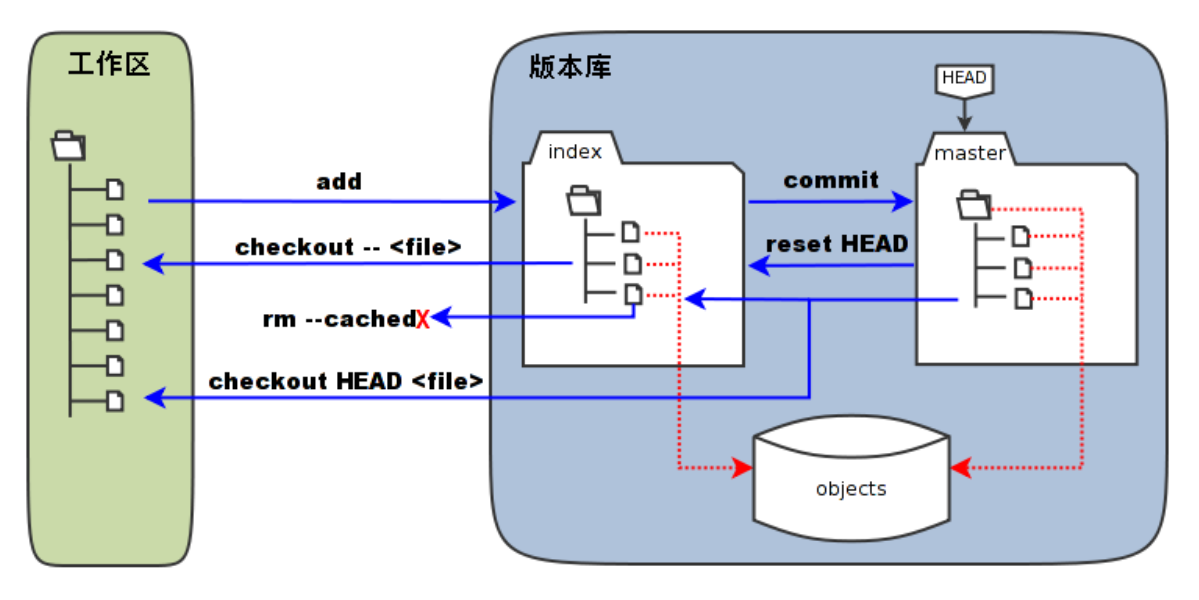 工作区
版本库
HEAD
index
master
add
commit
checkout -- <file>
reset HEAD
rm --cachedX
checkout HEAD <file>
objects